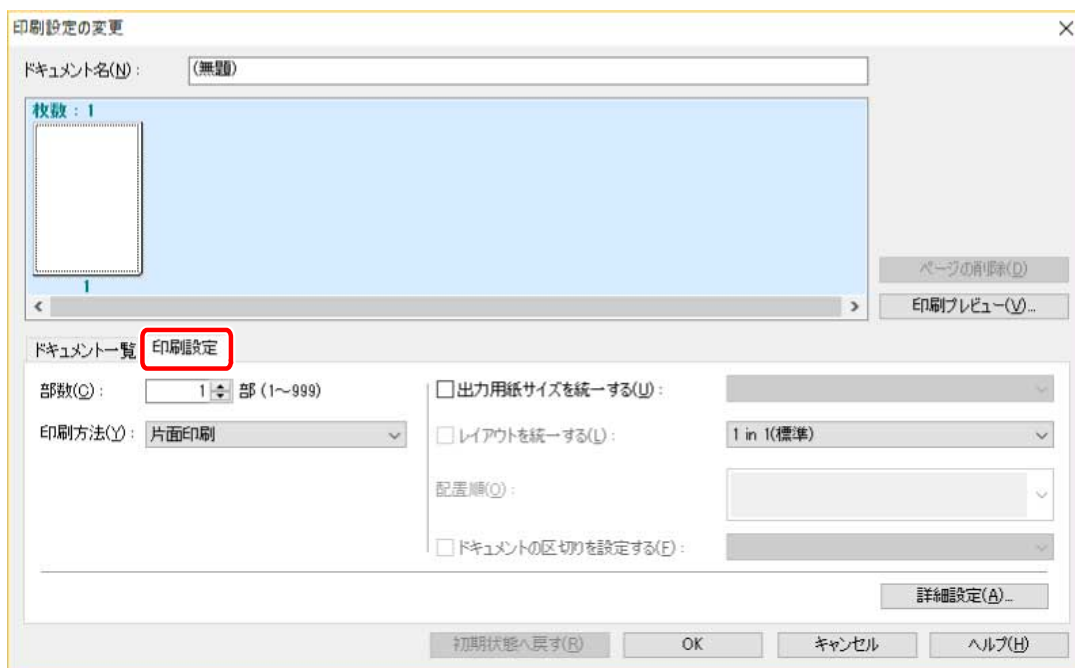 印刷設定の変更
ドキュメント名(N):
(無題)
枚数:1
1
ページの削除(D)
印刷プレビュー(V)...
ドキュメント一覧
印刷設定
部数(C):
1
部 (1～999)
出力用紙サイズを統一する(U):
印刷方法(Y):
片面印刷
レイアウトを統一する(L):
1 in 1(標準)
配置順(O):
ドキュメントの区切りを設定する(F):
詳細設定(A)...
初期状態へ戻す(R)
OK
キャンセル
ヘルプ(H)